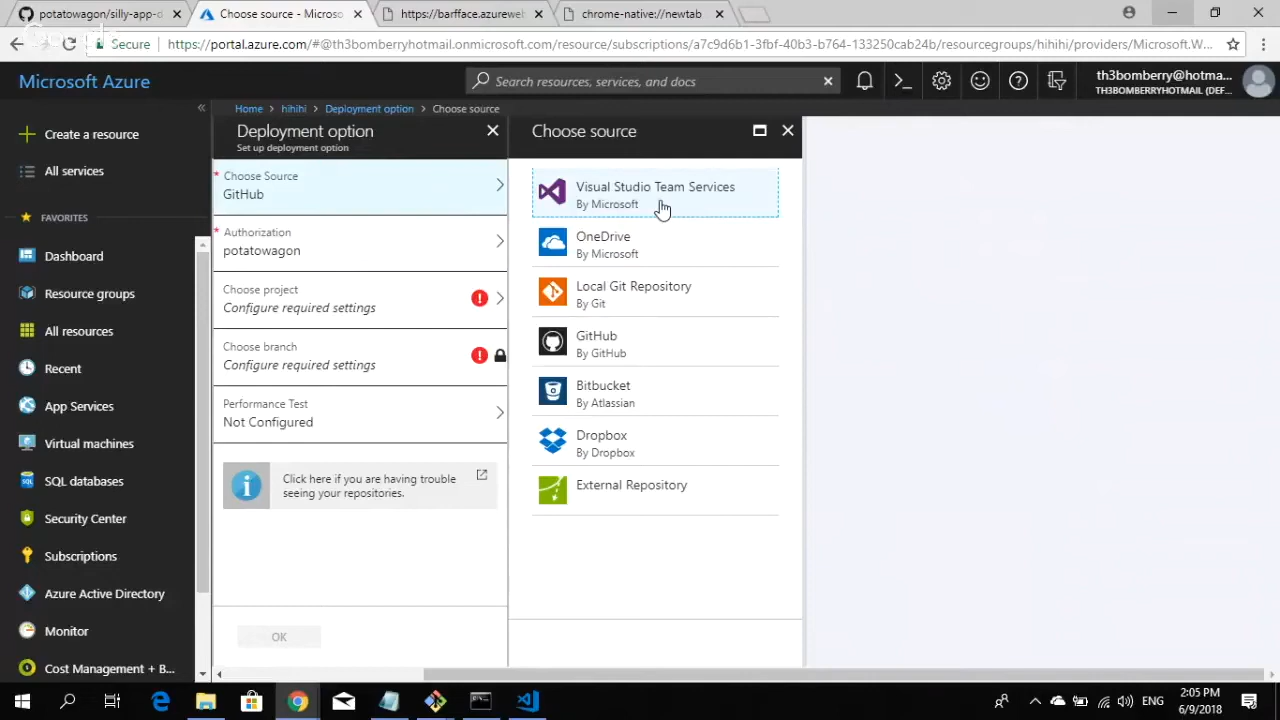 potatowagon/silly-app-d
Choose source - Microso
https://barfface.azureweb
chrome-native://newtab
Secure
https://portal.azure.com/#@th3bomberryhotmail.onmicrosoft.com/resource/subscriptions/a7c9d6b1-3fbf-40b3-b764-133250cab24b/resourcegroups/hihihi/providers/Microsoft.W...
Microsoft Azure
Search resources, services, and docs
th3bomberry@hotma...
TH3BOMBERRYHOTMAIL (DEF...
Home > hihihi > Deployment option > Choose source
Create a resource
All services
FAVORITES
Dashboard
Resource groups
All resources
Recent
App Services
Virtual machines
SQL databases
Security Center
Subscriptions
Azure Active Directory
Monitor
Cost Management + B...
Deployment option
Set up deployment option
* Choose Source
GitHub
* Authorization
potatowagon
Choose project
Configure required settings
Choose branch
Configure required settings
Performance Test
Not Configured
Click here if you are having trouble
seeing your repositories.
OK
Choose source
Visual Studio Team Services
By Microsoft
OneDrive
By Microsoft
Local Git Repository
By Git
GitHub
By GitHub
Bitbucket
By Atlassian
Dropbox
By Dropbox
External Repository
ENG
2:05 PM
6/9/2018